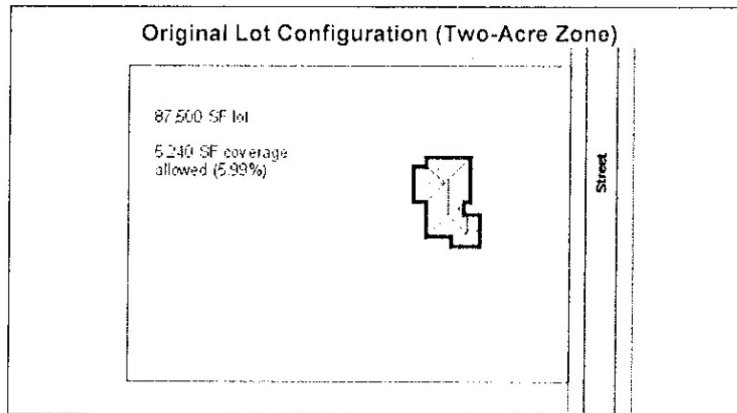 Original Lot Configuration (Two-Acre Zone)
87,500 SF lot
5,240 SF coverage
allowed (5.99%)
Street